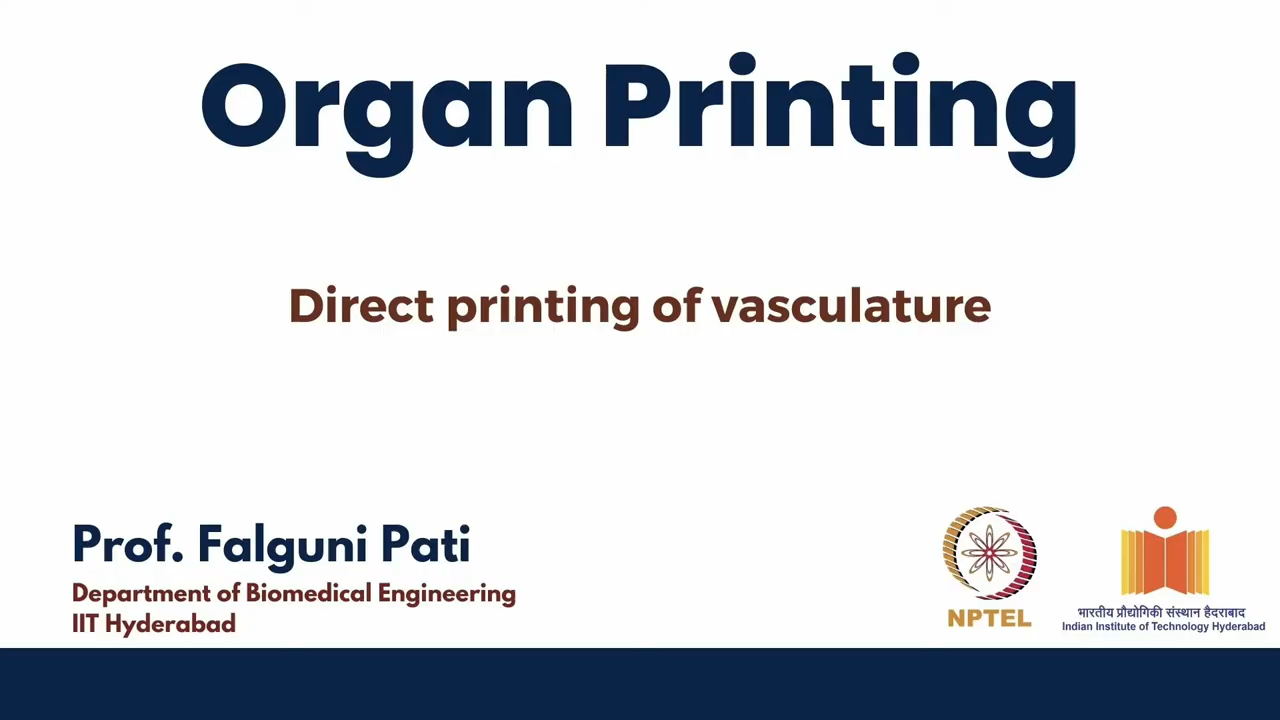 Organ Printing
Direct printing of vasculature
Prof. Falguni Pati
Department of Biomedical Engineering
IIT Hyderabad
NPTEL
भारतीय प्रौद्योगिकी संस्थान हैदराबाद
Indian Institute of Technology Hyderabad